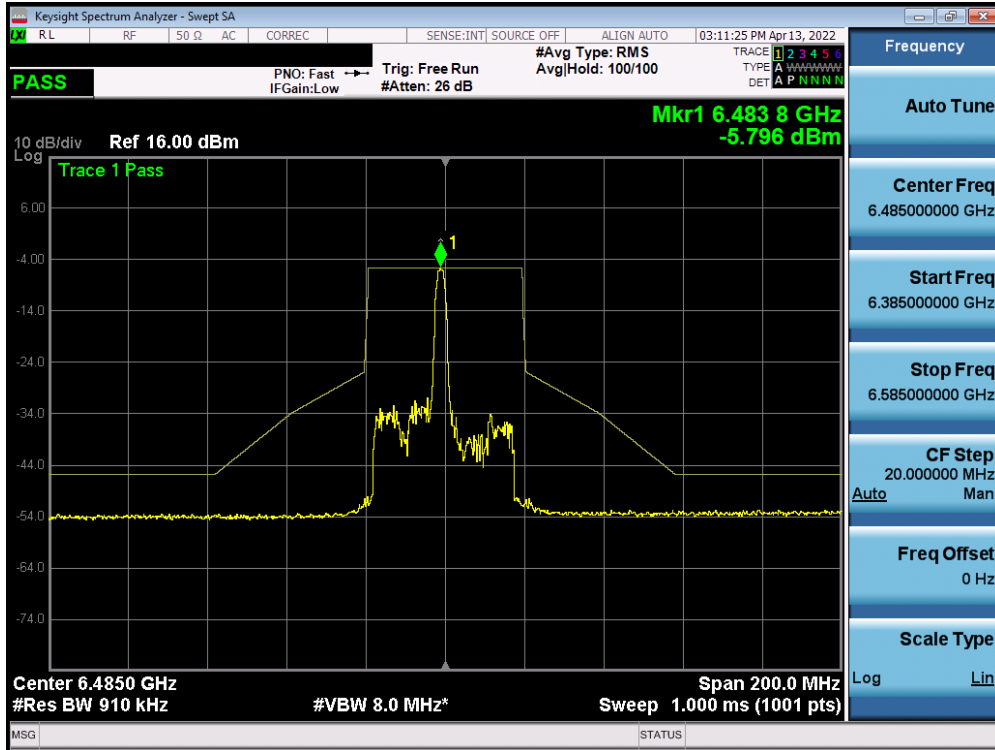 Keysight Spectrum Analyzer - Swept SA
LXI RL RF 50 Ω AC CORREC SENSE:INT SOURCE OFF ALIGN AUTO 03:11:25 PM Apr 13, 2022
PASS
PNO: Fast
IFGain:Low
Trig: Free Run
#Atten: 26 dB
#Avg Type: RMS
Avg|Hold: 100/100
TRACE 1 2 3 4 5 6
TYPE A WWWWW
DET A P N N N N
Mkr1 6.483 8 GHz
-5.796 dBm
10 dB/div Ref 16.00 dBm
Log
Trace 1 Pass
1
6.00
-4.00
-14.0
-24.0
-34.0
-44.0
-54.0
-64.0
-74.0
Center 6.4850 GHz Span 200.0 MHz
#Res BW 910 kHz #VBW 8.0 MHz* Sweep 1.000 ms (1001 pts)
MSG STATUS
Frequency
Auto Tune
Center Freq
6.485000000 GHz
Start Freq
6.385000000 GHz
Stop Freq
6.585000000 GHz
CF Step
20.000000 MHz
Auto Man
Freq Offset
0 Hz
Scale Type
Log Lin